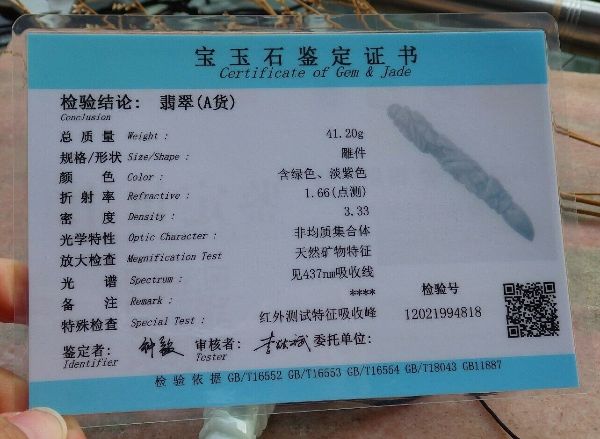 宝玉石鉴定证书
Certificate of Gem & Jade
检验结论: 翡翠(A货)
Conclusion
总质量 Weight : 41.20g
规格/形状 Size/Shape : 雕件
颜色 Color : 含绿色、淡紫色
折射率 Refractive : 1.66(点测)
密度 Density : 3.33
光学特性 Optic Character : 非均质集合体
放大检查 Megnification Test 天然矿物特征
光谱 Spectrum : 见437nm吸收线
备注 Remark : ****
特殊检查 Special Test : 红外测试特征吸收峰
检验号
12021994818
鉴定者: 审核者: 委托单位:
Identifier Tester
检验依据 GB/T16552 GB/T16553 GB/T16554 GB/T18043 GB11887